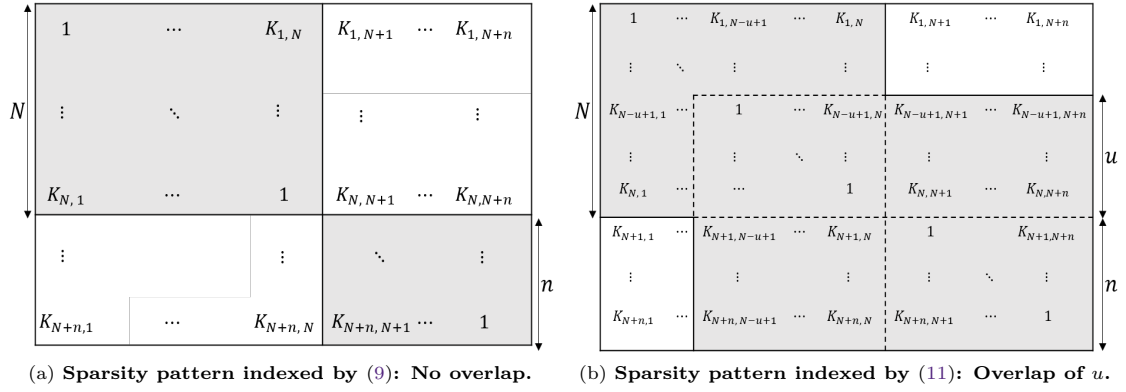 1 ⋯ K_{1,N} K_{1,N+1} ⋯ K_{1,N+n}
N ⋮ ⋱ ⋮ ⋮ ⋮
K_{N,1} ⋯ 1 K_{N,N+1} ⋯ K_{N,N+n}
⋮ ⋮ ⋱ ⋮ n
K_{N+n,1} ⋯ K_{N+n,N} K_{N+n,N+1} ⋯ 1
(a) Sparsity pattern indexed by (9): No overlap.
1 ⋯ K_{1,N-u+1} ⋯ K_{1,N} K_{1,N+1} ⋯ K_{1,N+n}
⋮ ⋱ ⋮ ⋮ ⋮ ⋮
N K_{N-u+1,1} ⋯ 1 ⋯ K_{N-u+1,N} K_{N-u+1,N+1} ⋯ K_{N-u+1,N+n}
⋮ ⋮ ⋱ ⋮ ⋮ ⋮ u
K_{N,1} ⋯ ⋯ 1 K_{N,N+1} ⋯ K_{N,N+n}
K_{N+1,1} ⋯ K_{N+1,N-u+1} ⋯ K_{N+1,N} 1 K_{N+1,N+n}
⋮ ⋮ ⋮ ⋮ ⋱ ⋮ n
K_{N+n,1} ⋯ K_{N+n,N-u+1} ⋯ K_{N+n,N} K_{N+n,N+1} ⋯ 1
(b) Sparsity pattern indexed by (11): Overlap of u.